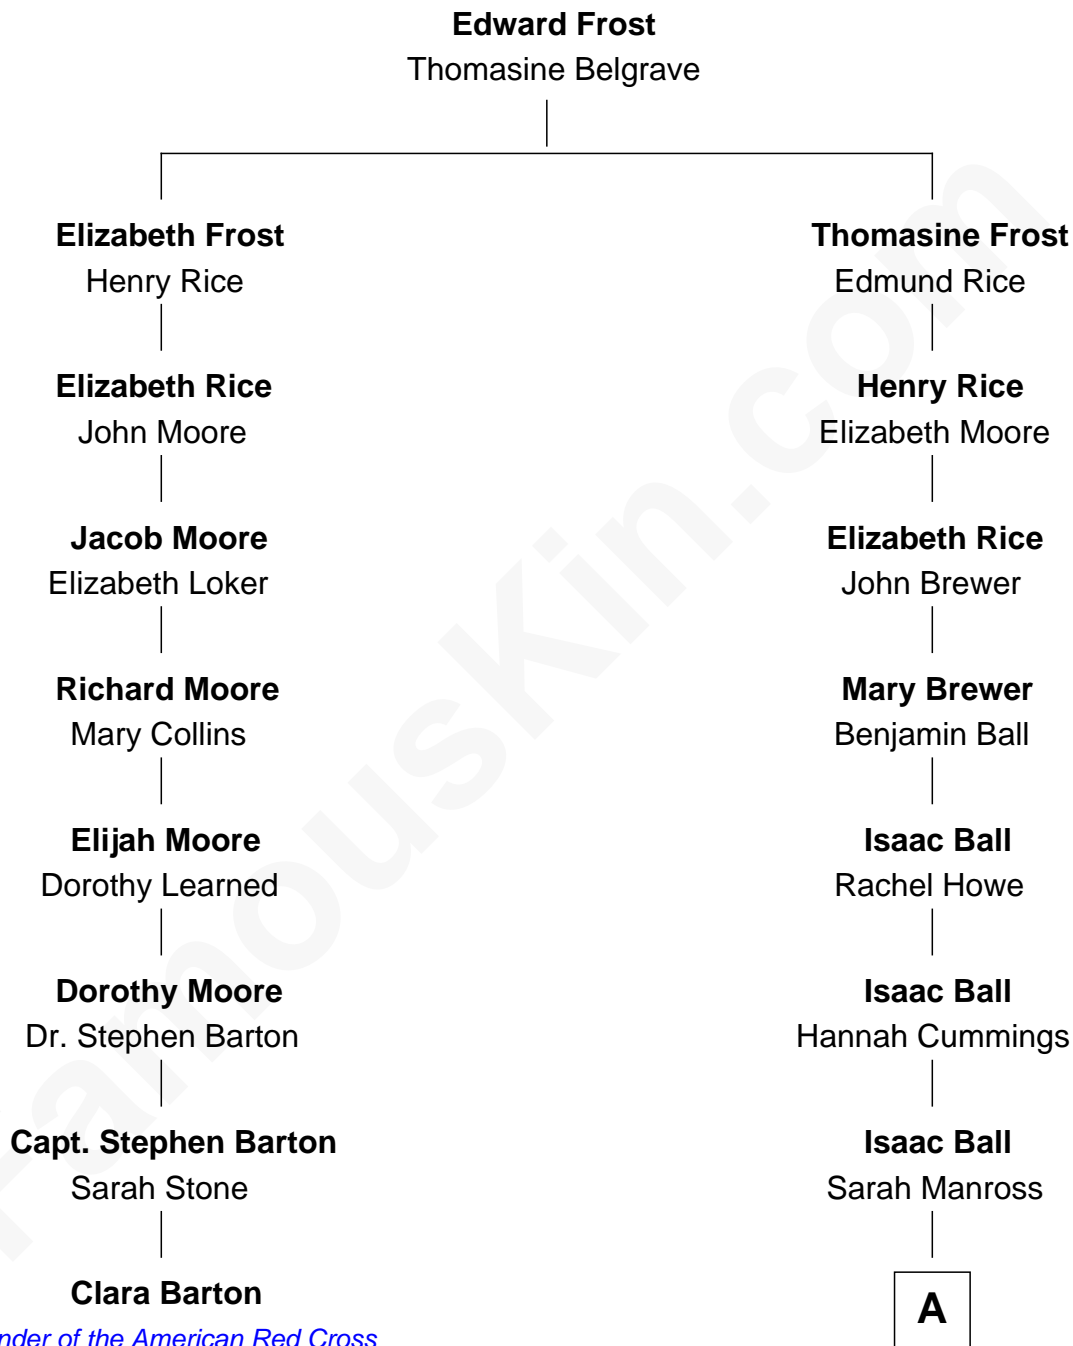 Edward Frost
Thomasine Belgrave
Elizabeth Frost
Henry Rice
Thomasine Frost
Edmund Rice
Elizabeth Rice
John Moore
Henry Rice
Elizabeth Moore
Jacob Moore
Elizabeth Loker
Elizabeth Rice
John Brewer
Richard Moore
Mary Collins
Mary Brewer
Benjamin Ball
Elijah Moore
Dorothy Learned
Isaac Ball
Rachel Howe
Dorothy Moore
Dr. Stephen Barton
Isaac Ball
Hannah Cummings
Capt. Stephen Barton
Sarah Stone
Isaac Ball
Sarah Manross
Clara Barton
of the American Red Cross
A
FamousKin.com